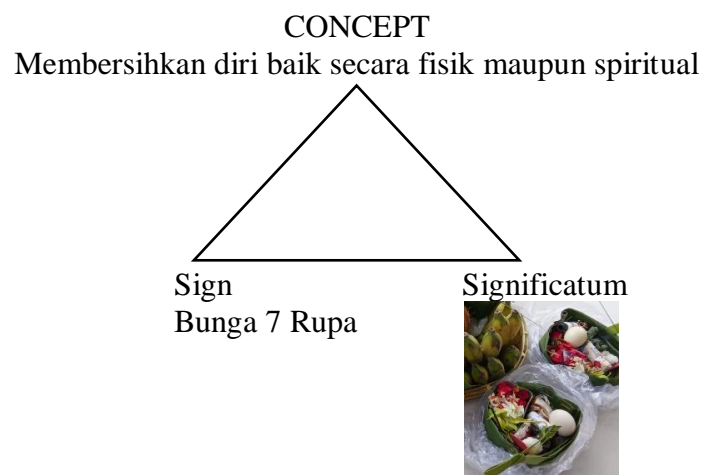 CONCEPT
Membersihkan diri baik secara fisik maupun spiritual
Sign
Significatum
Bunga 7 Rupa